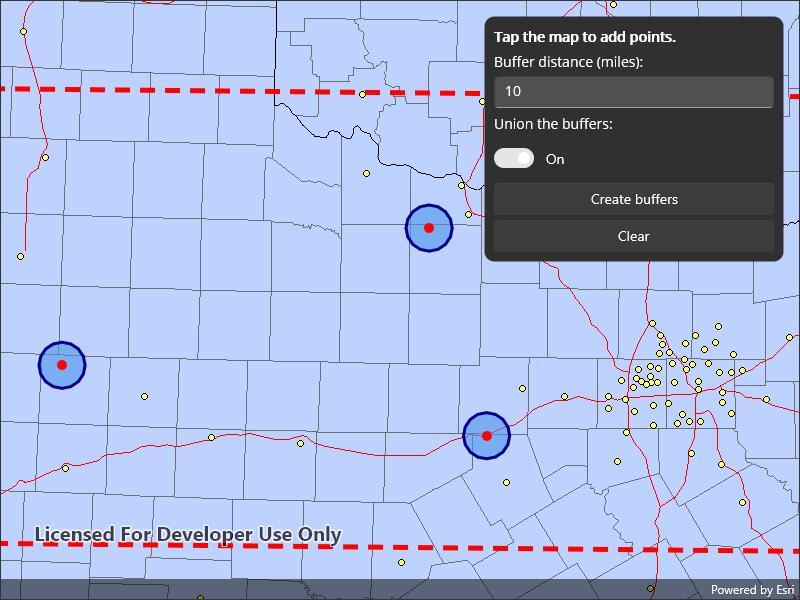 Tap the map to add points.
Buffer distance (miles):
10
Union the buffers:
On
Create buffers
Clear
Licensed For Developer Use Only
Powered by Esri